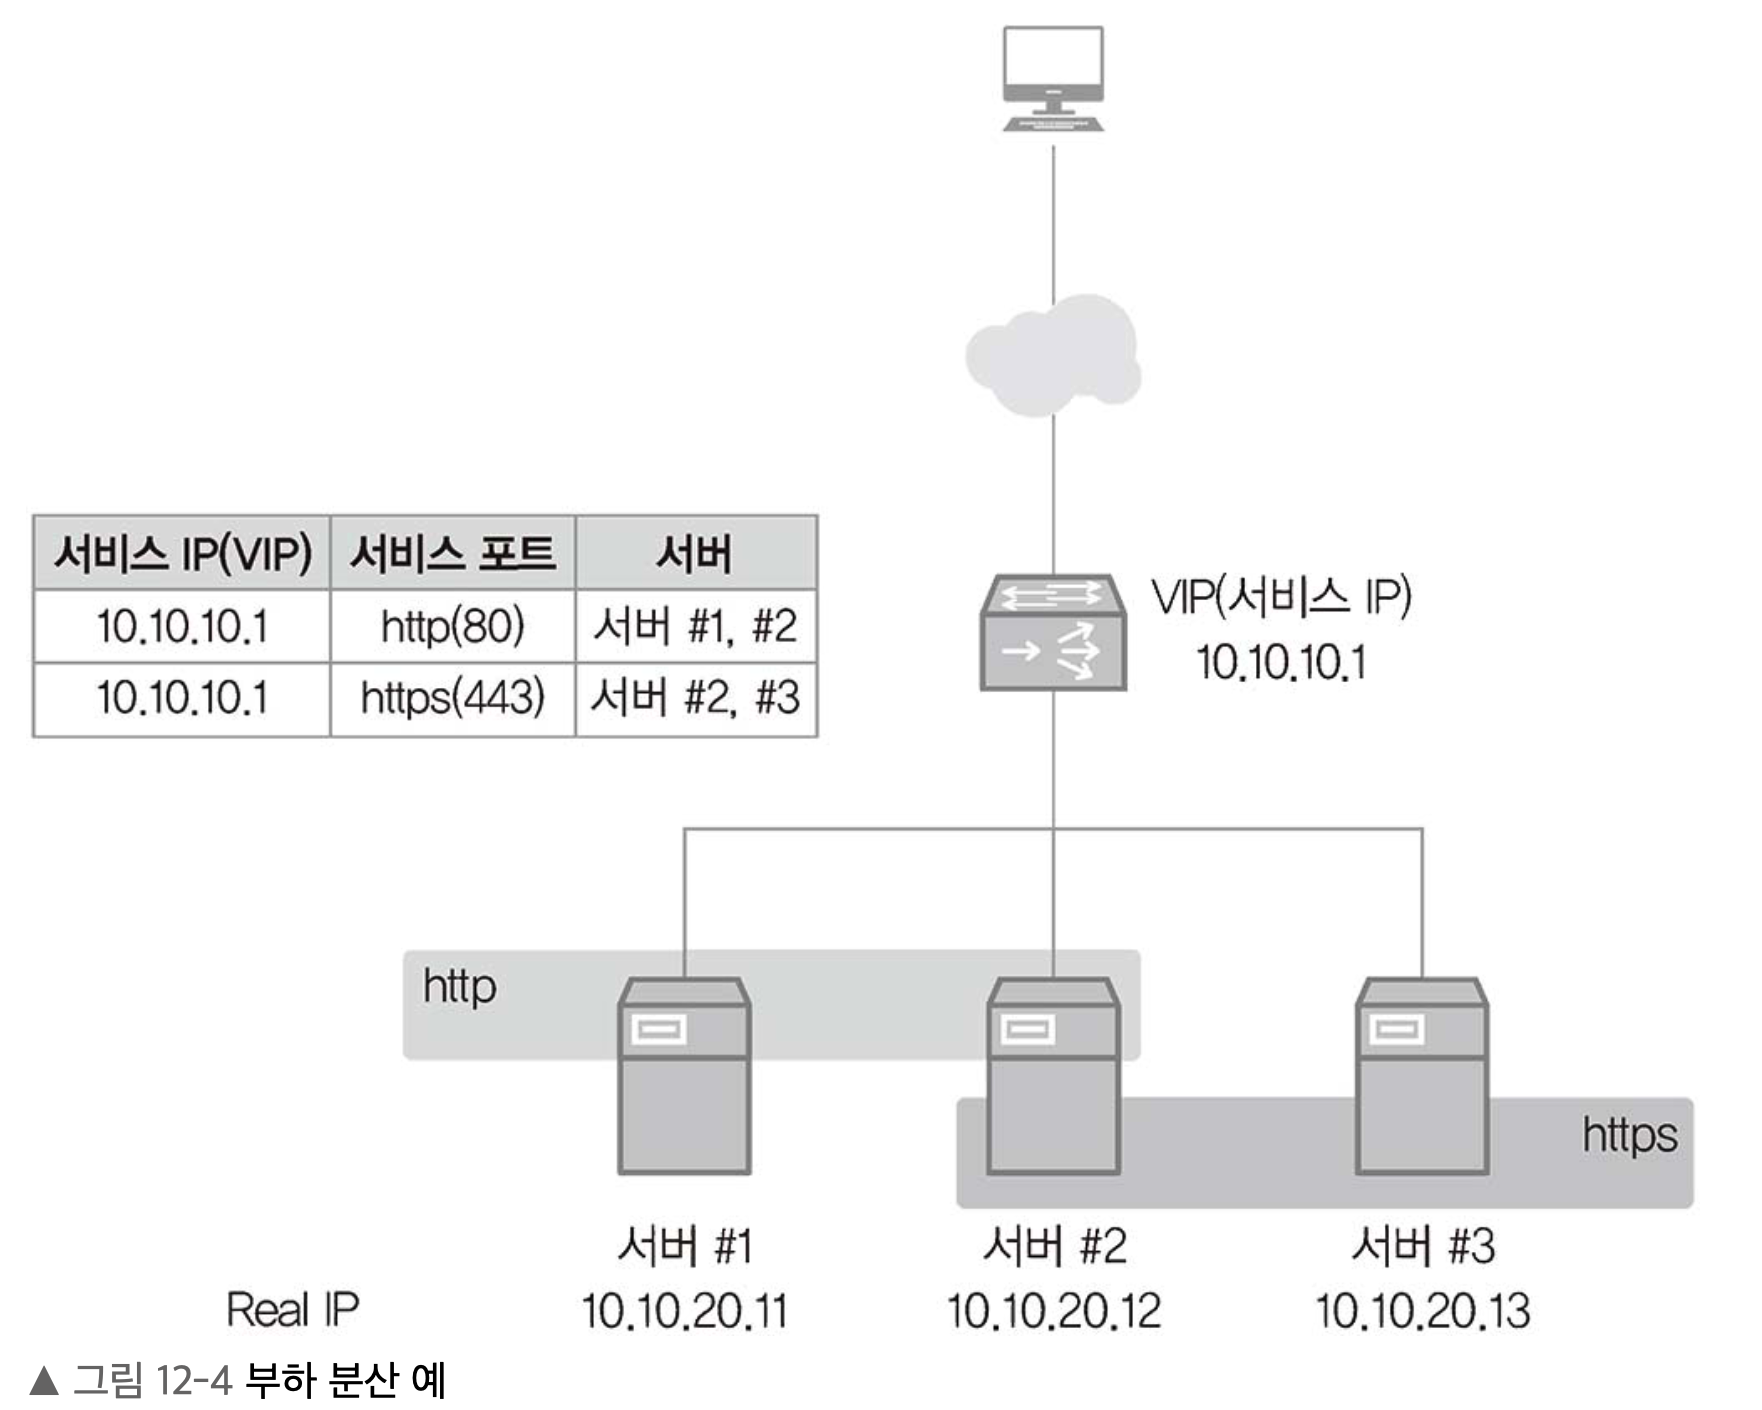 서비스 IP(VIP) 서비스 포트 서버
10.10.10.1 http(80) 서버 #1, #2
10.10.10.1 https(443) 서버 #2, #3
VIP(서비스 IP)
10.10.10.1
http
https
서버 #1 서버 #2 서버 #3
Real IP 10.10.20.11 10.10.20.12 10.10.20.13
▲ 그림 12-4 부하 분산 예